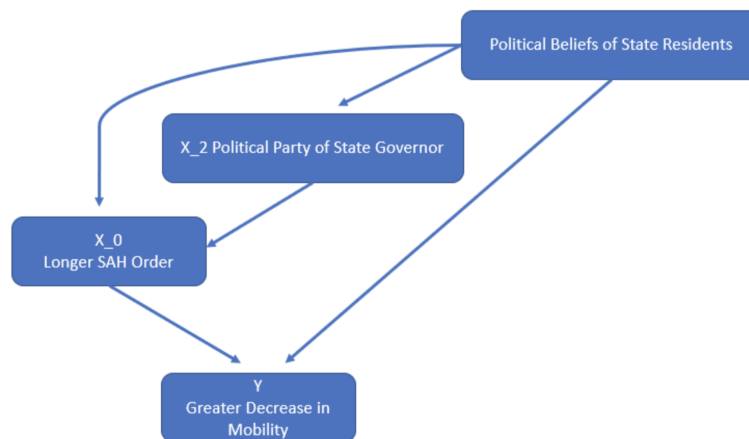 Political Beliefs of State Residents
X_2 Political Party of State Governor
X_0
Longer SAH Order
Y
Greater Decrease in
Mobility